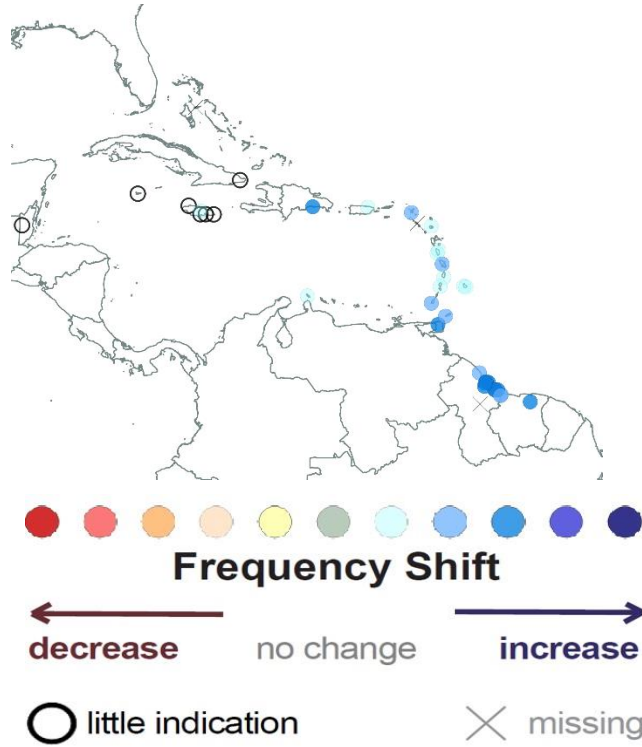 Frequency Shift
decrease no change increase
little indication missing